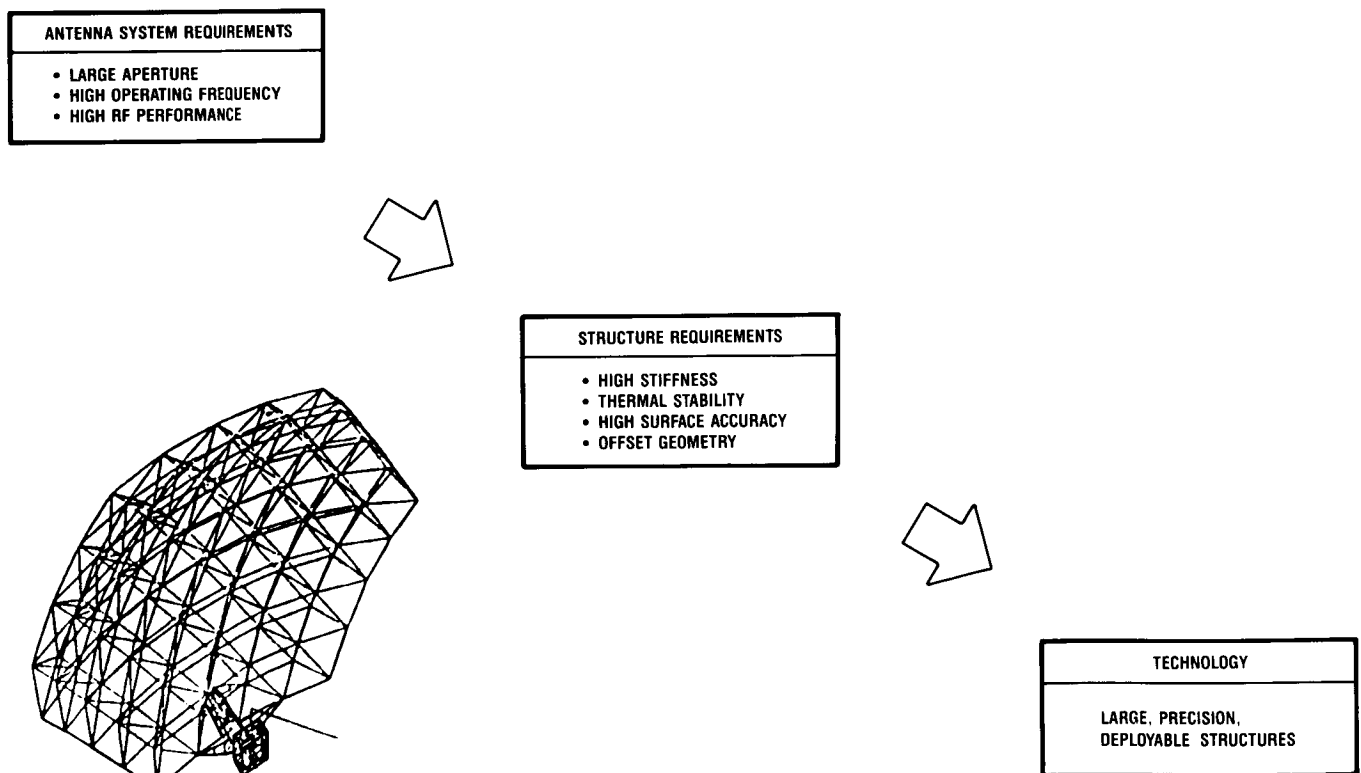 ANTENNA SYSTEM REQUIREMENTS
• LARGE APERTURE
• HIGH OPERATING FREQUENCY
• HIGH RF PERFORMANCE
STRUCTURE REQUIREMENTS
• HIGH STIFFNESS
• THERMAL STABILITY
• HIGH SURFACE ACCURACY
• OFFSET GEOMETRY
TECHNOLOGY
LARGE, PRECISION,
DEPLOYABLE STRUCTURES